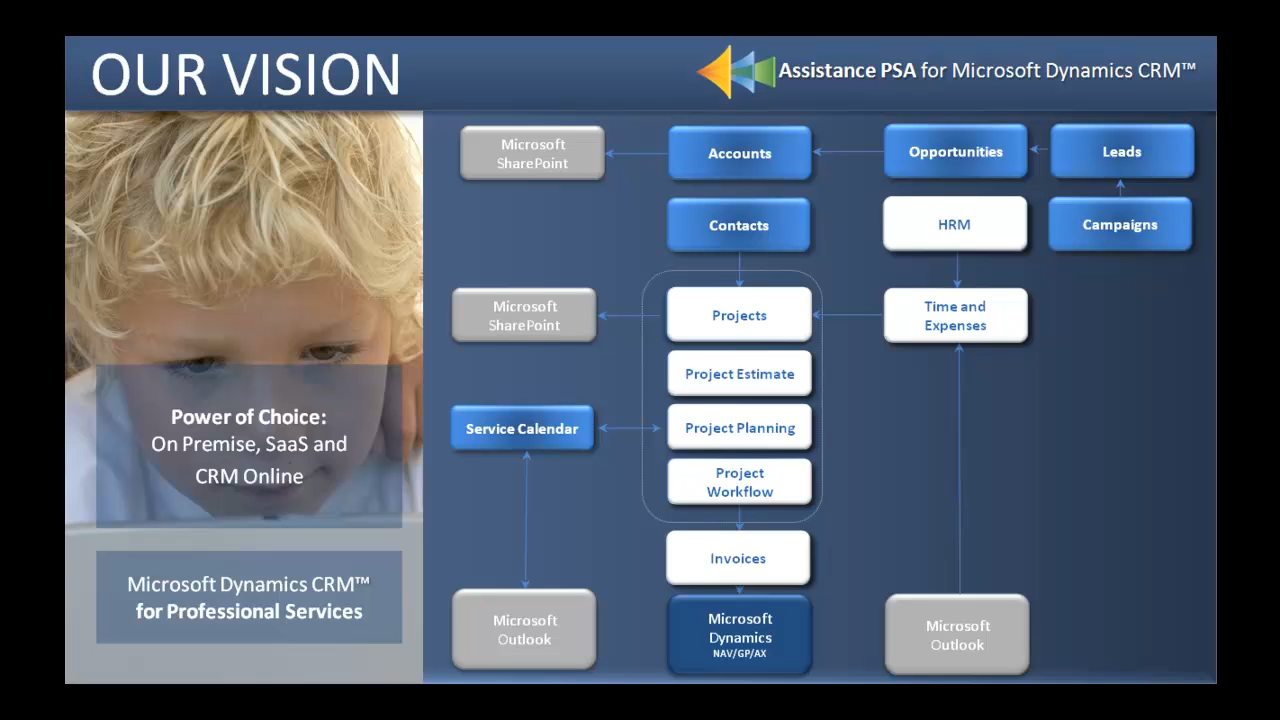 OUR VISION
Assistance PSA for Microsoft Dynamics CRM™
Power of Choice:
On Premise, SaaS and
CRM Online
Microsoft Dynamics CRM™
for Professional Services
Microsoft
SharePoint
Accounts
Opportunities
Leads
Contacts
HRM
Campaigns
Microsoft
SharePoint
Projects
Time and
Expenses
Project Estimate
Service Calendar
Project Planning
Project
Workflow
Invoices
Microsoft
Outlook
Microsoft
Dynamics
NAV/GP/AX
Microsoft
Outlook